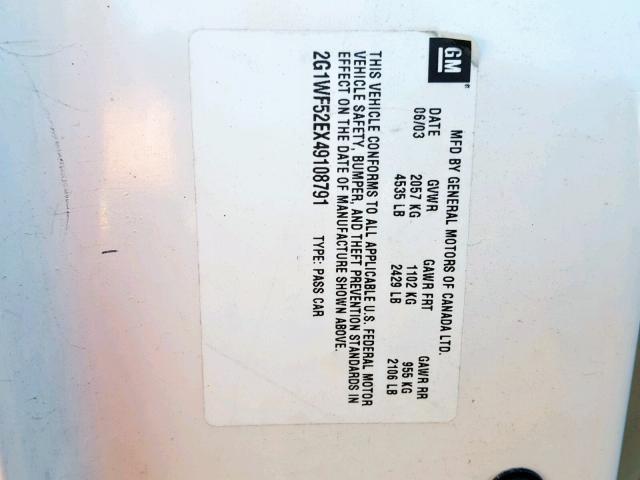 GM
MFD BY GENERAL MOTORS OF CANADA LTD.
DATE GVWR GAWR FRT GAWR RR
06/03 2057 KG 1102 KG 955 KG
4535 LB 2429 LB 2106 LB
THIS VEHICLE CONFORMS TO ALL APPLICABLE U.S. FEDERAL MOTOR
VEHICLE SAFETY, BUMPER, AND THEFT PREVENTION STANDARDS IN
EFFECT ON THE DATE OF MANUFACTURE SHOWN ABOVE.
2G1WF52EX49108791 TYPE: PASS CAR